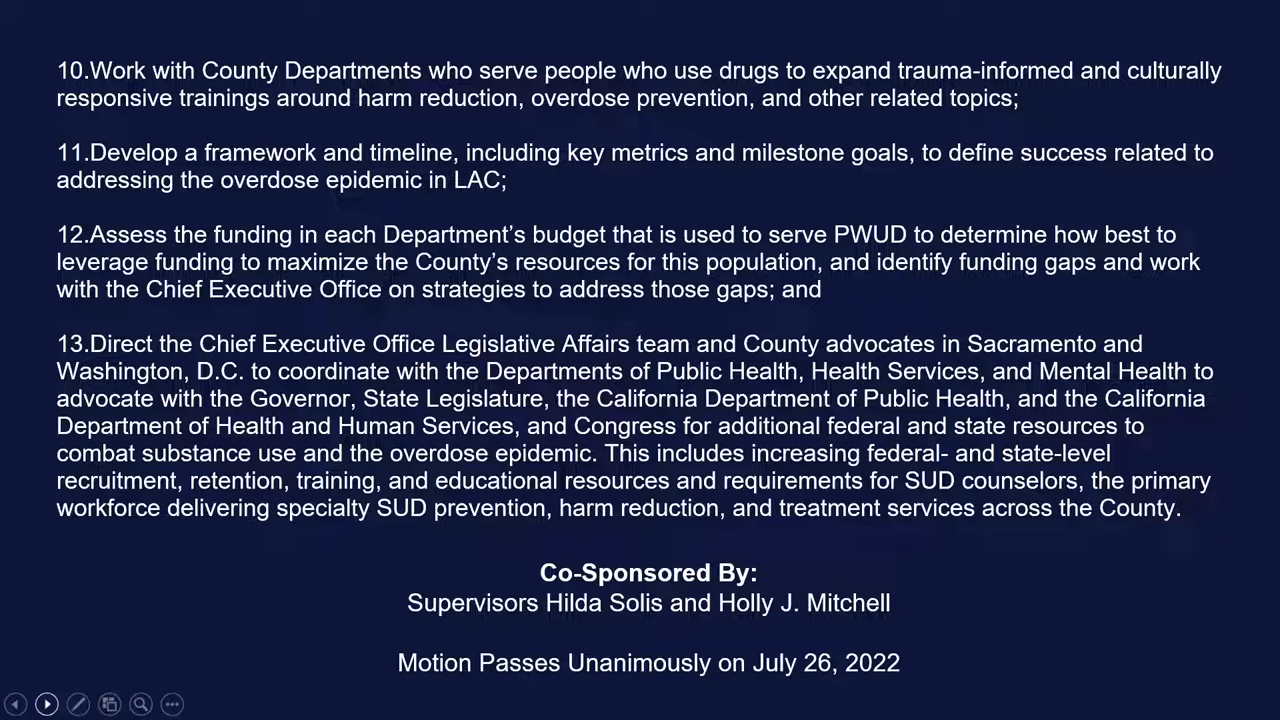 10.Work with County Departments who serve people who use drugs to expand trauma-informed and culturally
responsive trainings around harm reduction, overdose prevention, and other related topics;
11.Develop a framework and timeline, including key metrics and milestone goals, to define success related to
addressing the overdose epidemic in LAC;
12.Assess the funding in each Department’s budget that is used to serve PWUD to determine how best to
leverage funding to maximize the County’s resources for this population, and identify funding gaps and work
with the Chief Executive Office on strategies to address those gaps; and
13.Direct the Chief Executive Office Legislative Affairs team and County advocates in Sacramento and
Washington, D.C. to coordinate with the Departments of Public Health, Health Services, and Mental Health to
advocate with the Governor, State Legislature, the California Department of Public Health, and the California
Department of Health and Human Services, and Congress for additional federal and state resources to
combat substance use and the overdose epidemic. This includes increasing federal- and state-level
recruitment, retention, training, and educational resources and requirements for SUD counselors, the primary
workforce delivering specialty SUD prevention, harm reduction, and treatment services across the County.
Co-Sponsored By:
Supervisors Hilda Solis and Holly J. Mitchell
Motion Passes Unanimously on July 26, 2022